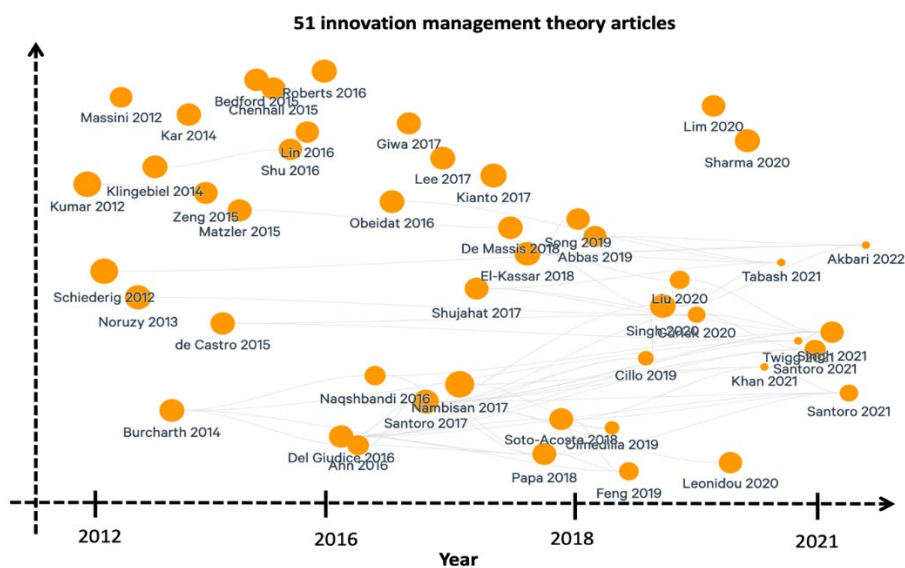 51 innovation management theory articles
Roberts 2016
Bedford 2015
Chenhall 2015
Massini 2012
Kar 2014
Lim 2020
Giwa 2017
Lin 2016
Sharma 2020
Shu 2016
Lee 2017
Klingebiel 2014
Kianto 2017
Kumar 2012
Zeng 2015
Obeidat 2016
Matzler 2015
Song 2019
De Massis 2018
Abbas 2019
Akbari 2022
El-Kassar 2018
Tabash 2021
Schiederig 2012
Liu 2020
Shujahat 2017
Noruzy 2013
Singh 2020
de Castro 2015
Singh 2021
Santoro 2021
Cillo 2019
Khan 2021
Naqshbandi 2016
Nambisan 2017
Santoro 2021
Santoro 2017
Burcharth 2014
Soto-Acosta 2018
Olmedilla 2019
Del Giudice 2016
Ahn 2016
Papa 2018
Leonidou 2020
Feng 2019
2012
2016
2018
2021
Year